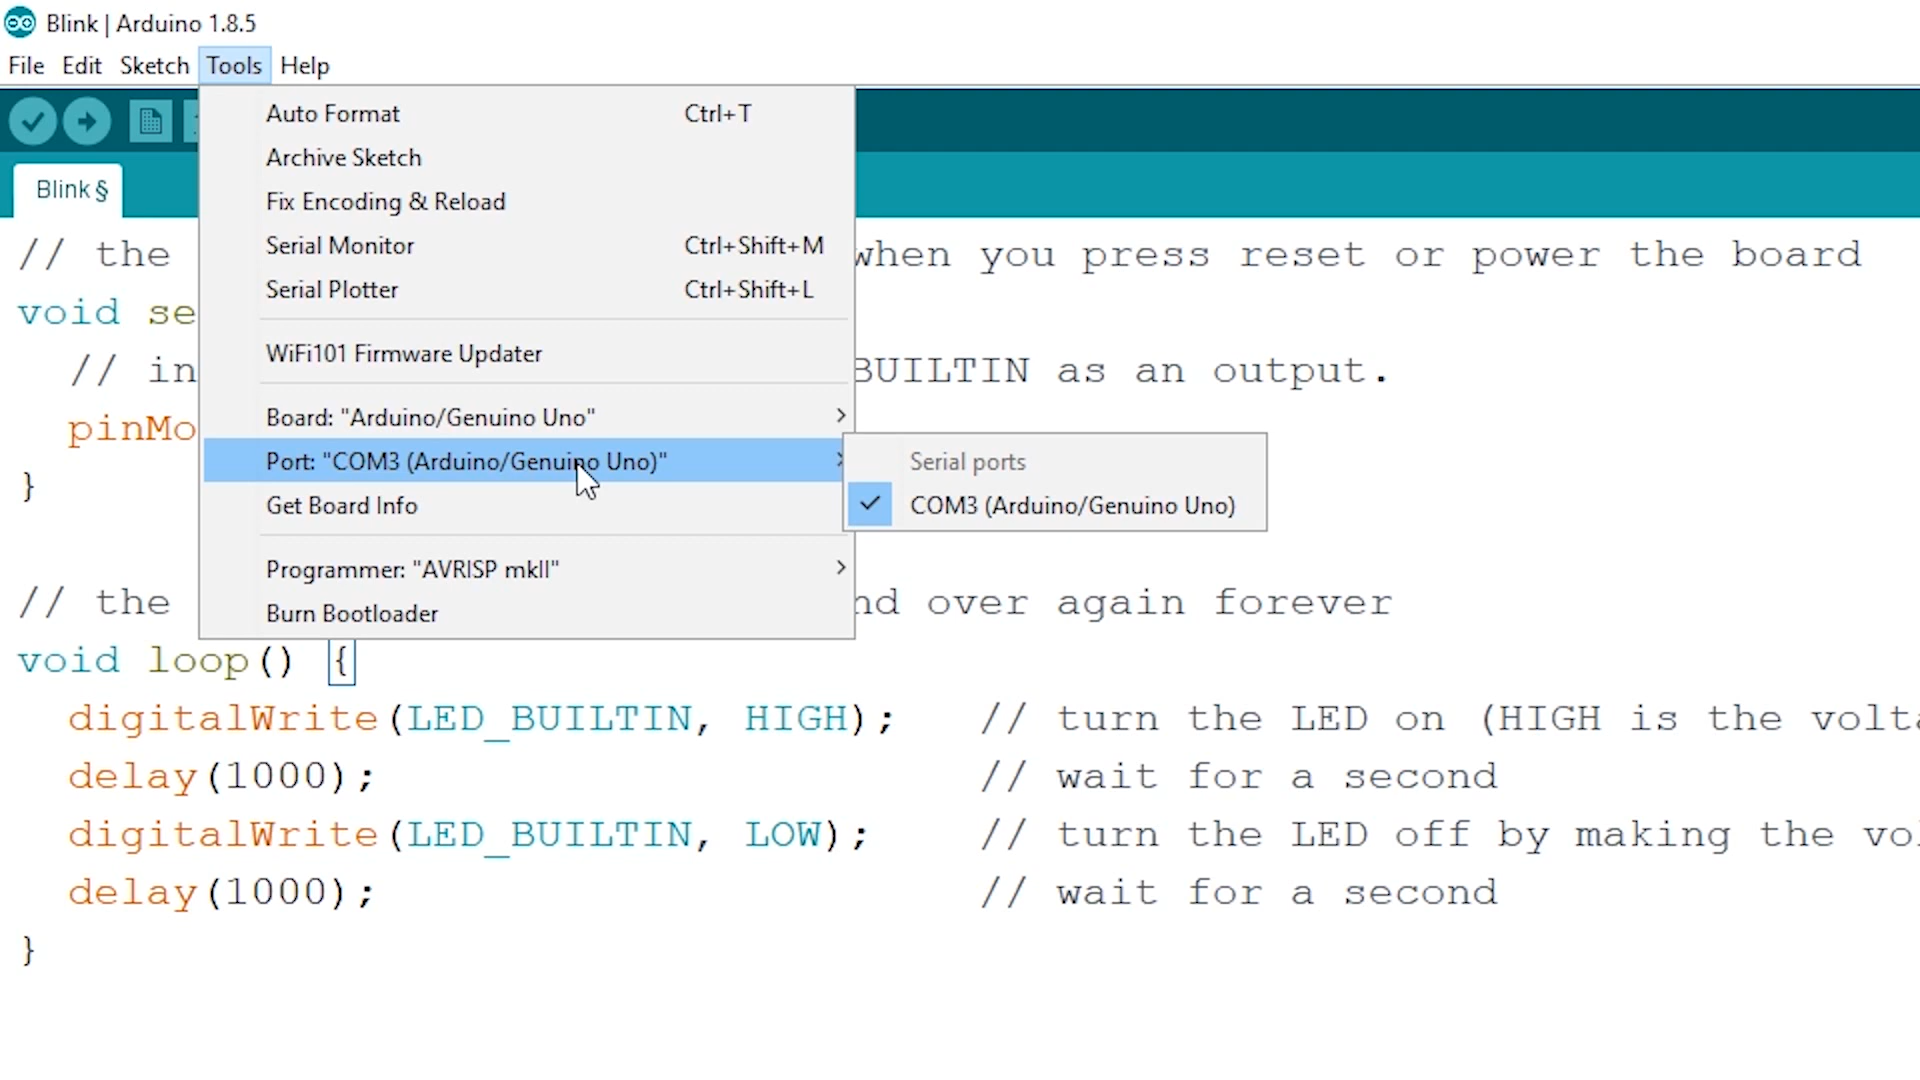 Blink | Arduino 1.8.5
File Edit Sketch Tools Help
Auto Format Ctrl+T
Archive Sketch
Fix Encoding & Reload
Serial Monitor Ctrl+Shift+M
Serial Plotter Ctrl+Shift+L
WiFi101 Firmware Updater
Board: "Arduino/Genuino Uno"
Port: "COM3 (Arduino/Genuino Uno)"
Get Board Info
Programmer: "AVRISP mkII"
Burn Bootloader
Serial ports
COM3 (Arduino/Genuino Uno)
Blink §
// the when you press reset or power the board
void se
// in BUILTIN as an output.
pinMo
}
// the nd over again forever
void loop() {
digitalWrite(LED_BUILTIN, HIGH); // turn the LED on (HIGH is the volta
delay(1000); // wait for a second
digitalWrite(LED_BUILTIN, LOW); // turn the LED off by making the vol
delay(1000); // wait for a second
}